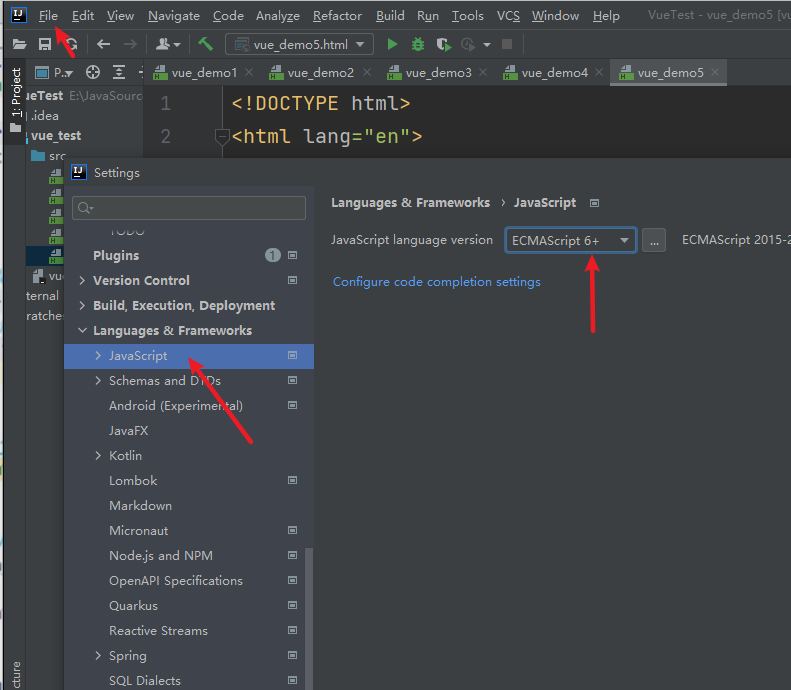 File Edit View Navigate Code Analyze Refactor Build Run Tools VCS Window Help VueTest - vue_demo5 [v
vue_demo5.html
1: Project P... vue_demo1 vue_demo2 vue_demo3 vue_demo4 vue_demo5
ueTest E:\JavaSourc
.idea
vue_test
src
vue
ternal
ratche
1 <!DOCTYPE html>
2 <html lang="en">
IJ Settings
TODO
Plugins 1
Version Control
Build, Execution, Deployment
Languages & Frameworks
JavaScript
Schemas and DTDs
Android (Experimental)
JavaFX
Kotlin
Lombok
Markdown
Micronaut
Node.js and NPM
OpenAPI Specifications
Quarkus
Reactive Streams
Spring
SQL Dialects
Languages & Frameworks › JavaScript
JavaScript language version ECMAScript 6+ ... ECMAScript 2015-2
Configure code completion settings
cture